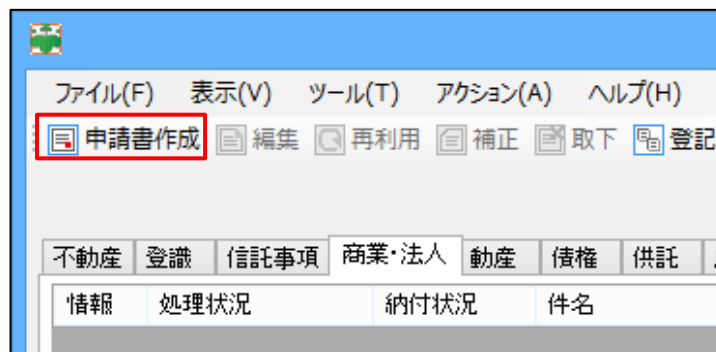 ファイル(F) 表示(V) ツール(T) アクション(A) ヘルプ(H)
申請書作成 編集 再利用 補正 取下 登記
不動産 登識 信託事項 商業・法人 動産 債権 供託
情報 処理状況 納付状況 件名